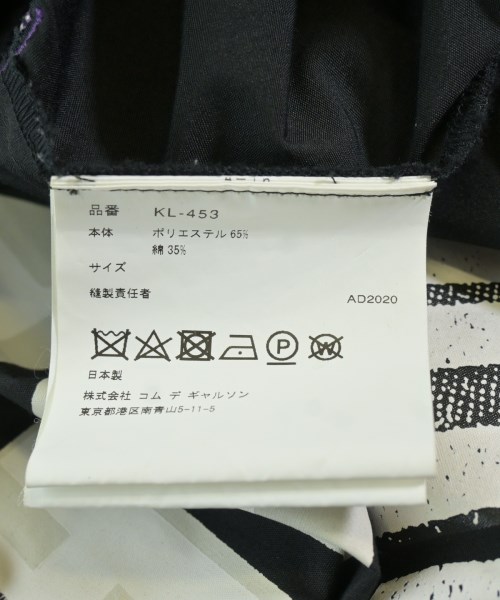 品番 KL-453
本体 ポリエステル 65%
綿 35%
サイズ
縫製責任者
AD2020
P W
日本製
株式会社 コム デ ギャルソン
東京都港区南青山5-11-5